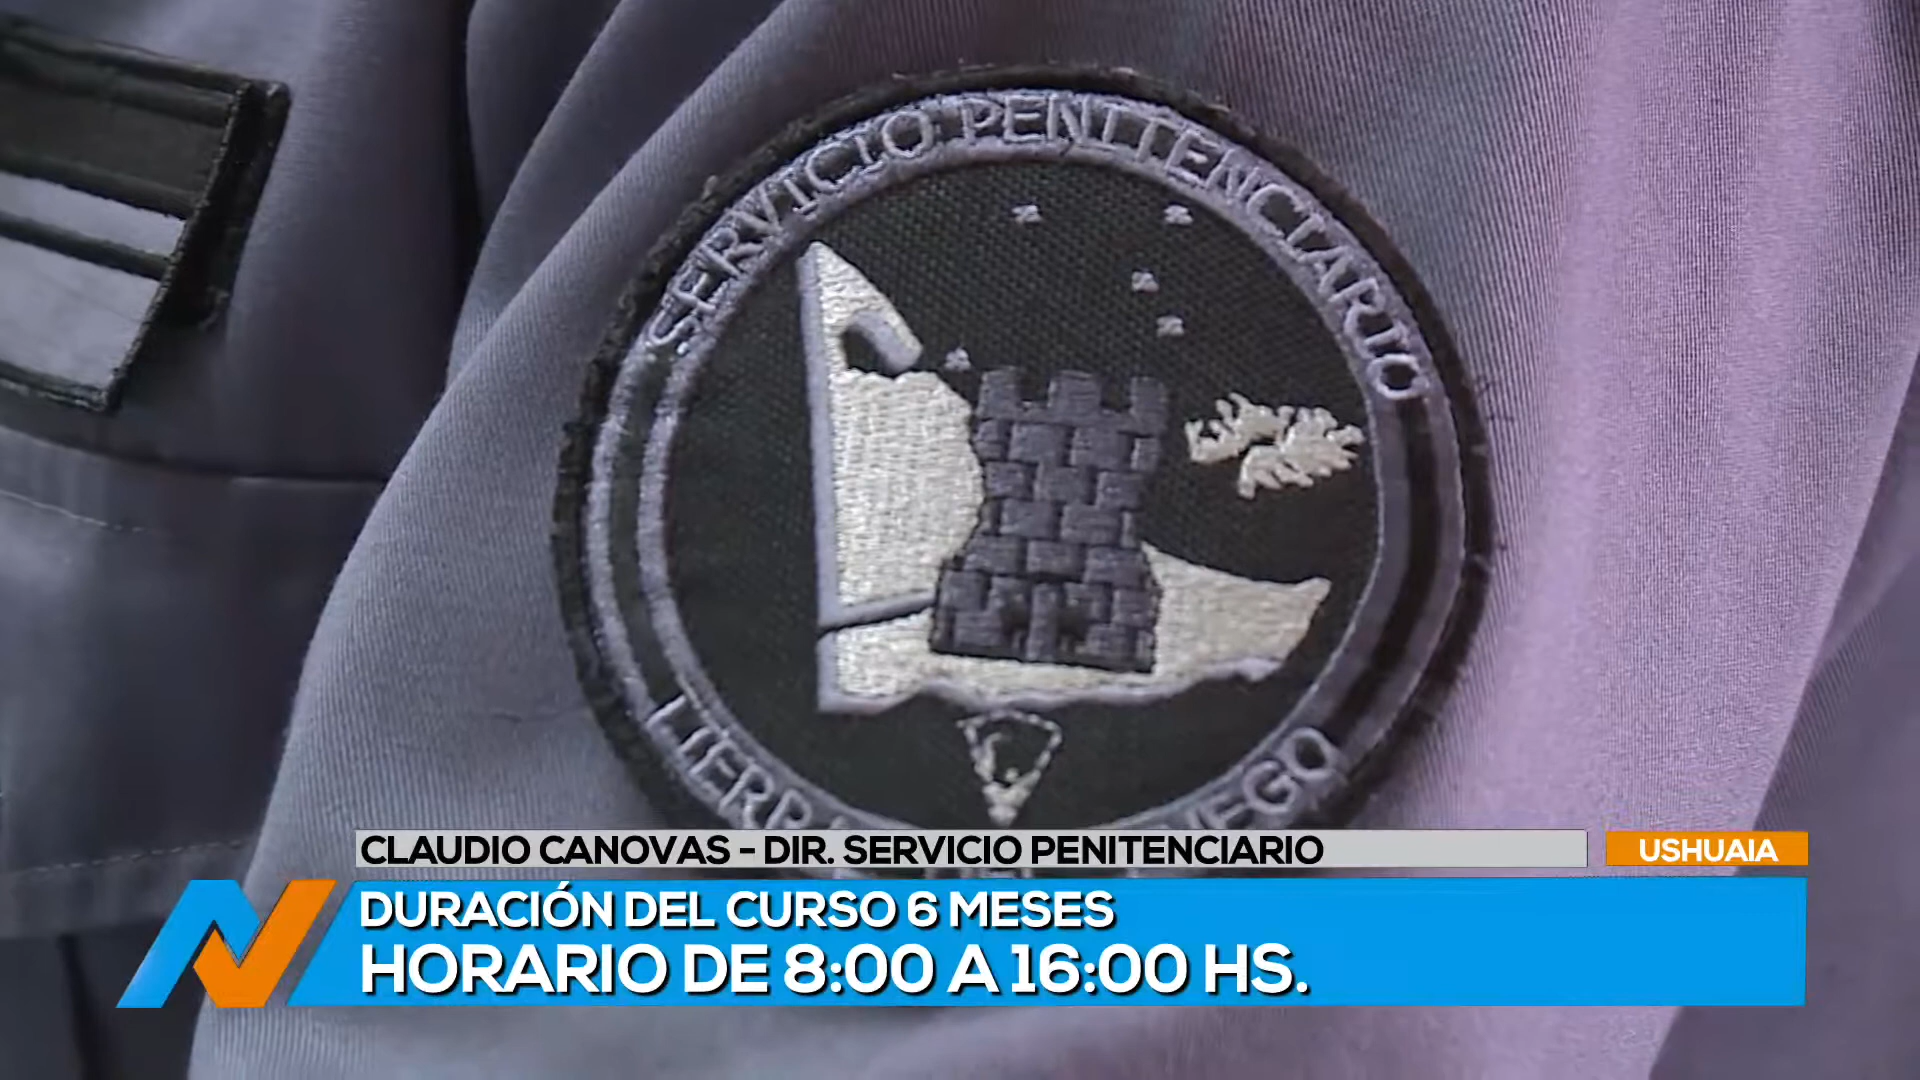 SERVICIO PENITENCIARIO
CLAUDIO CANOVAS - DIR. SERVICIO PENITENCIARIO
USHUAIA
DURACIÓN DEL CURSO 6 MESES
HORARIO DE 8:00 A 16:00 HS.